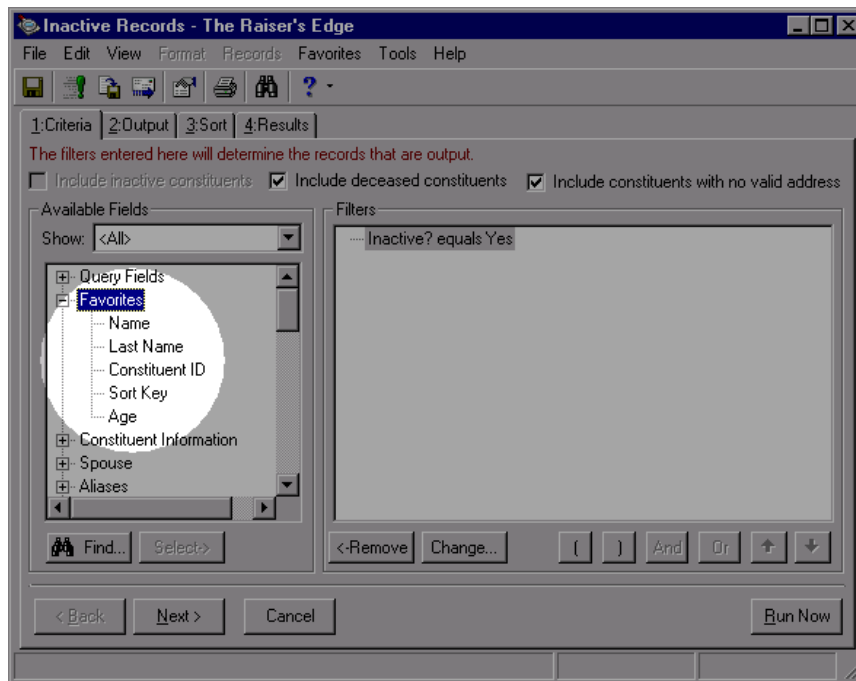 Inactive Records - The Raiser's Edge
File Edit View Format Records Favorites Tools Help
1:Criteria 2:Output 3:Sort 4:Results
The filters entered here will determine the records that are output.
Include inactive constituents Include deceased constituents Include constituents with no valid address
Available Fields
Show: <All>
Query Fields
Favorites
Name
Last Name
Constituent ID
Sort Key
Age
Constituent Information
Spouse
Aliases
Find... Select->
Filters
Inactive? equals Yes
<-Remove Change... ( ) And Or
< Back Next > Cancel Run Now